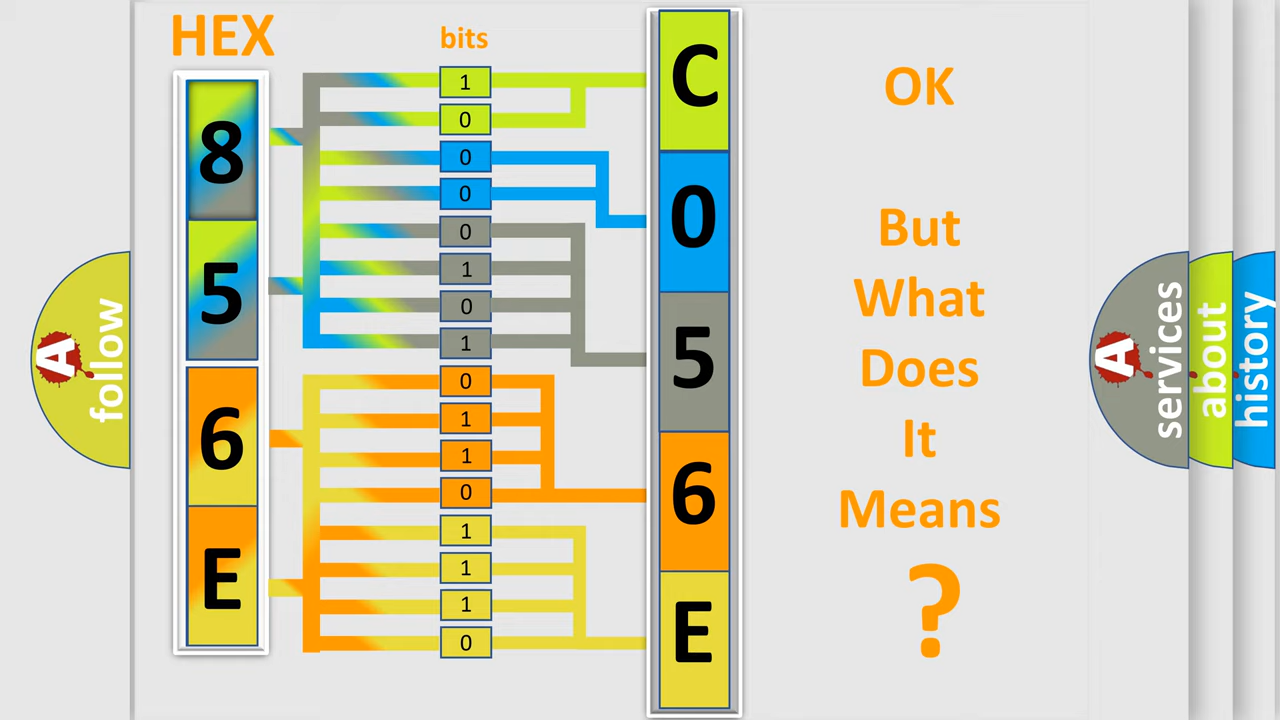 HEX
bits
8
5
6
E
1
0
0
0
0
1
0
1
0
1
1
0
1
1
1
0
C
0
5
6
E
OK
But
What
Does
It
Means
?
A
follow
A
services
about
history